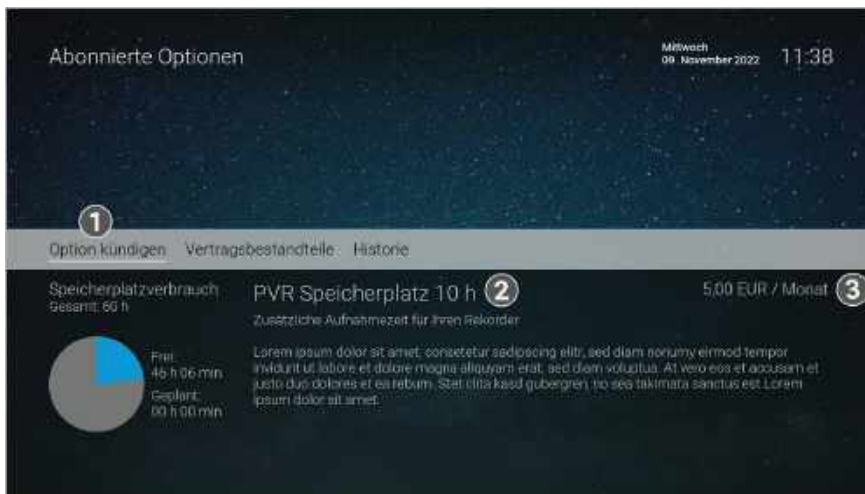 Abonnierte Optionen
Mittwoch
09. November 2022
11:38
1
Option kündigen Vertragsbestandteile Historie
Speicherplatzverbrauch
Gesamt: 60 h
PVR Speicherplatz 10 h 2
5,00 EUR / Monat 3
Zusätzliche Aufnahmezeit für Ihren Rekorder
Frei:
46 h 06 min
Geplant:
00 h 00 min
Lorem ipsum dolor sit amet, consetetur sadipscing elitr, sed diam nonumy eirmod tempor
invidunt ut labore et dolore magna aliquyam erat, sed diam voluptua. At vero eos et accusam et
justo duo dolores et ea rebum. Stet clita kasd gubergren, no sea takimata sanctus est Lorem
ipsum dolor sit amet.